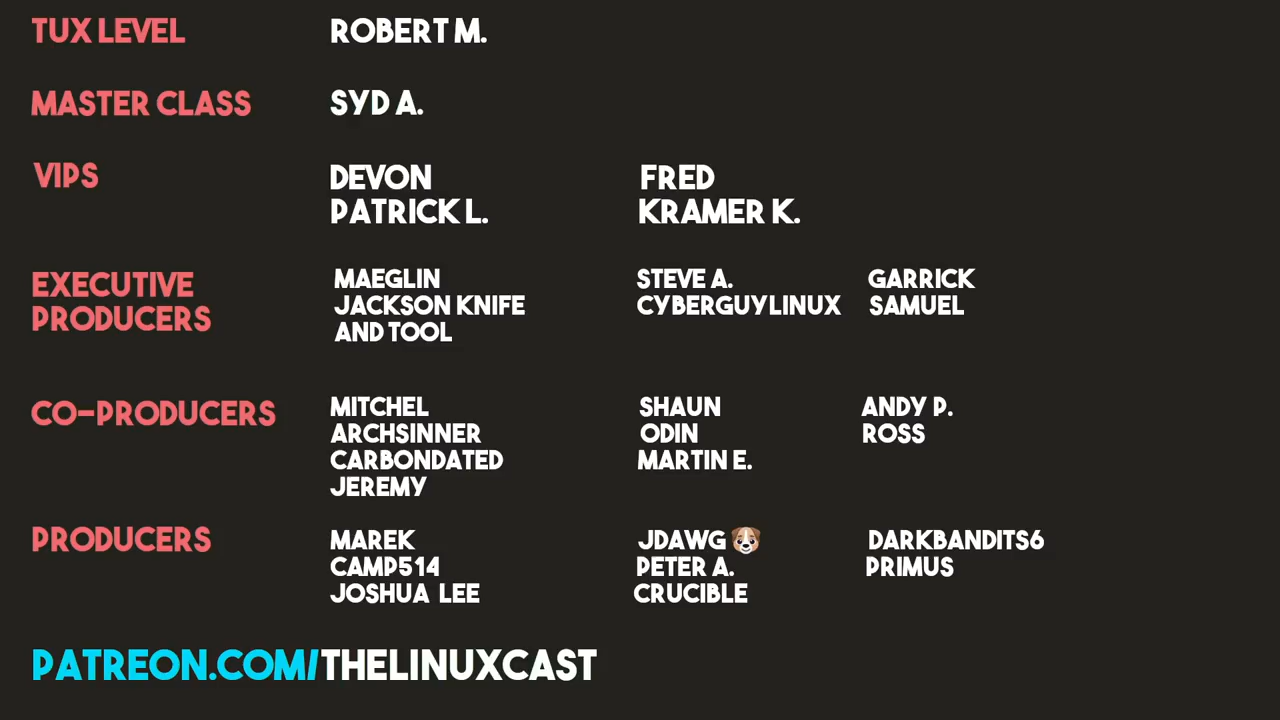 TUX LEVEL ROBERT M.
MASTER CLASS SYD A.
VIPS DEVON FRED
PATRICK L. KRAMER K.
EXECUTIVE PRODUCERS MAEGLIN STEVE A. GARRICK
JACKSON KNIFE CYBERGUYLINUX SAMUEL
AND TOOL
CO-PRODUCERS MITCHEL SHAUN ANDY P.
ARCHSINNER ODIN ROSS
CARBONDATED MARTIN E.
JEREMY
PRODUCERS MAREK JDAWG 🐶 DARKBANDITS6
CAMP514 PETER A. PRIMUS
JOSHUA LEE CRUCIBLE
PATREON.COM/THELINUXCAST